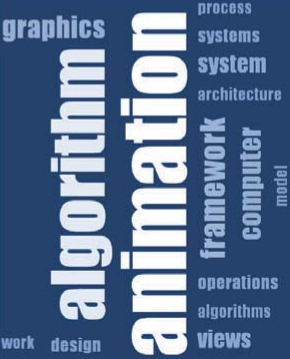 graphics
algorithm
animation
process
systems
system
architecture
framework
computer
model
operations
algorithms
views
work
design